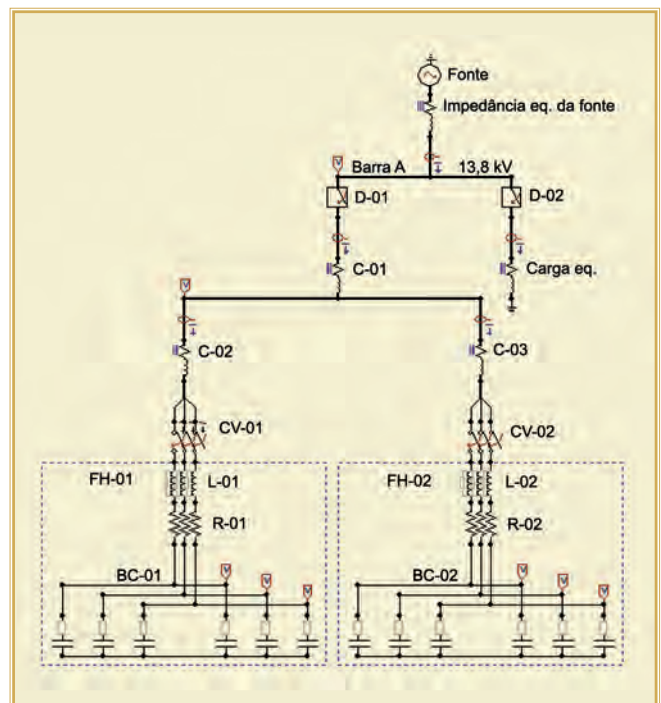 Fonte
Impedância eq. da fonte
Barra A 13,8 kV
D-01 D-02
C-01 Carga eq.
C-02 C-03
CV-01 CV-02
FH-01 L-01 FH-02 L-02
R-01 R-02
BC-01 BC-02